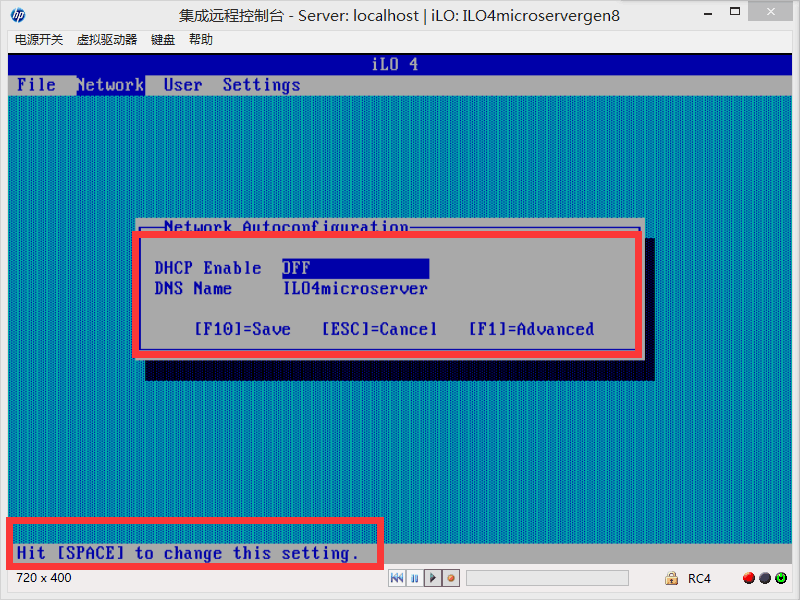 hp
集成远程控制台 - Server: localhost | iLO: ILO4microservergen8
电源开关 虚拟驱动器 键盘 帮助
iLO 4
File Network User Settings
Network Autoconfiguration
DHCP Enable OFF
DNS Name ILO4microserver
[F10]=Save [ESC]=Cancel [F1]=Advanced
Hit [SPACE] to change this setting.
720 x 400 RC4